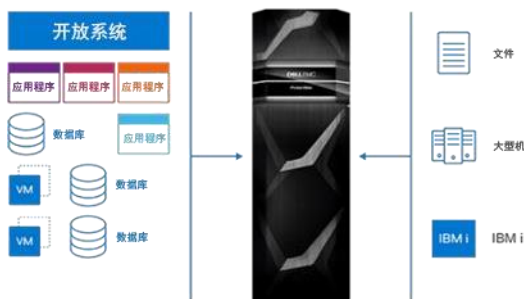 开放系统
应用程序 应用程序 应用程序
数据库 应用程序
VM 数据库
VM 数据库
DELL EMC
PowerMax
文件
大型机
IBM i IBM i